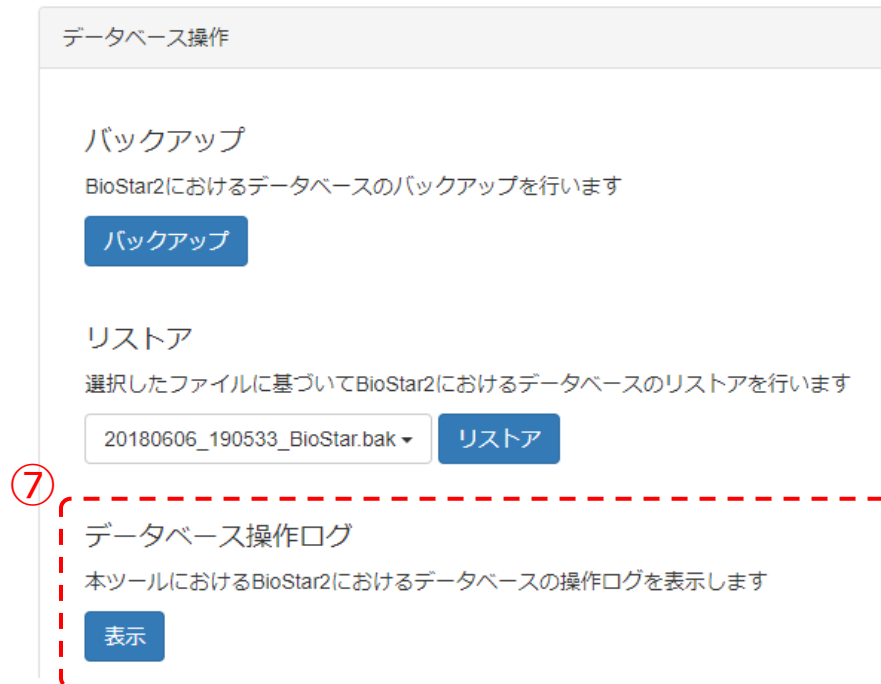 データベース操作
バックアップ
BioStar2におけるデータベースのバックアップを行います
バックアップ
リストア
選択したファイルに基づいてBioStar2におけるデータベースのリストアを行います
20180606_190533_BioStar.bak リストア
⑦
データベース操作ログ
本ツールにおけるBioStar2におけるデータベースの操作ログを表示します
表示